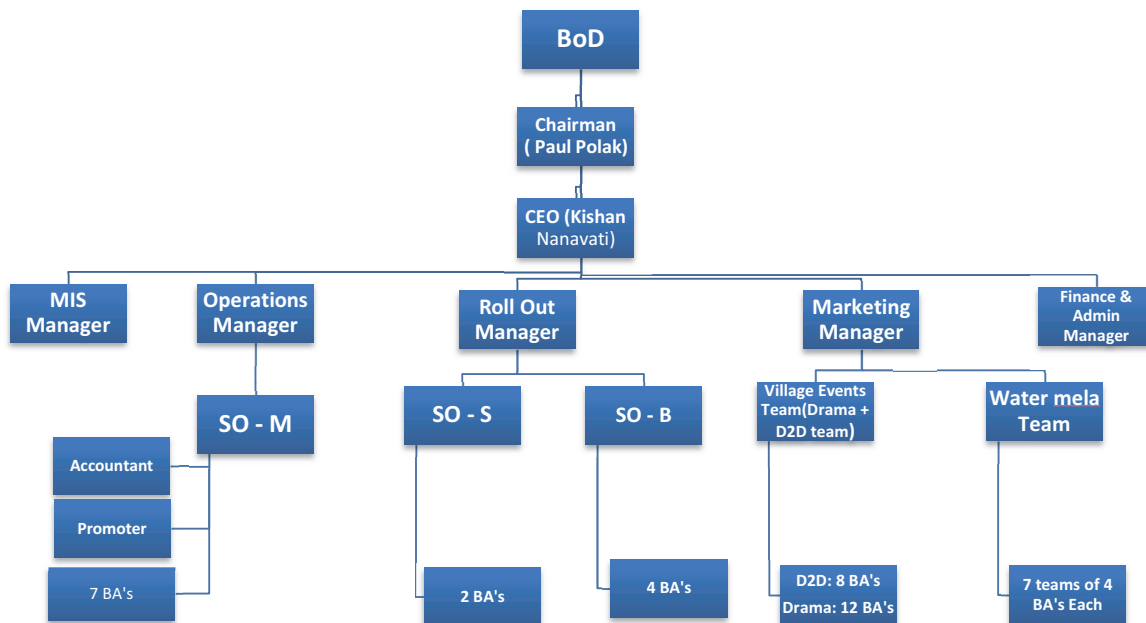 BoD
Chairman
( Paul Polak)
CEO (Kishan
Nanavati)
MIS
Manager
Operations
Manager
Roll Out
Manager
Marketing
Manager
Finance &
Admin
Manager
SO - M
SO - S
SO - B
Village Events
Team(Drama +
D2D team)
Water mela
Team
Accountant
Promoter
7 BA's
2 BA's
4 BA's
D2D: 8 BA's
Drama: 12 BA's
7 teams of 4
BA's Each